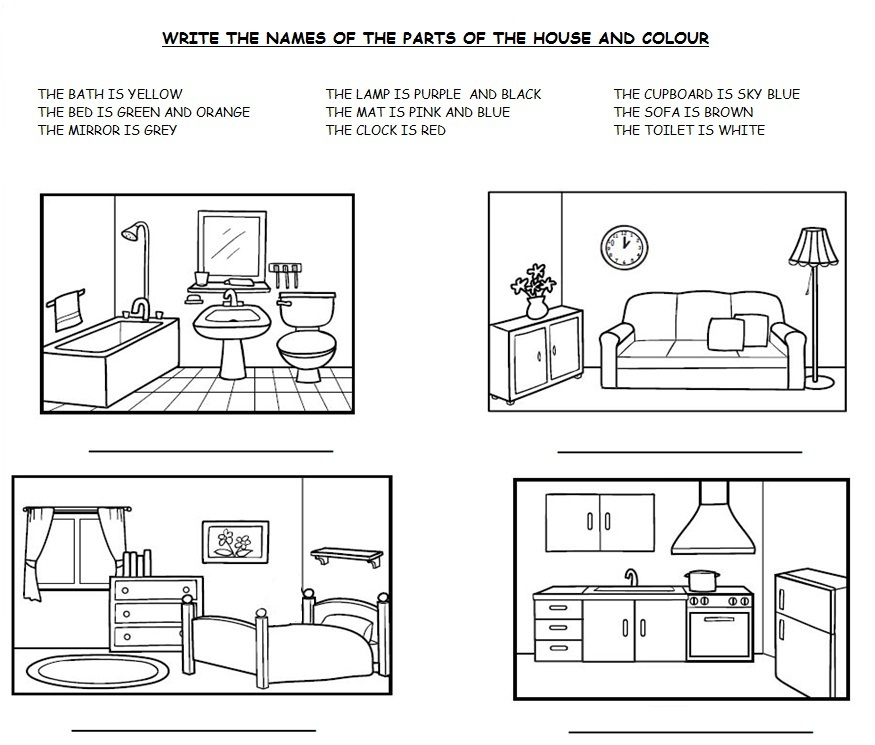 WRITE THE NAMES OF THE PARTS OF THE HOUSE AND COLOUR
THE BATH IS YELLOW
THE BED IS GREEN AND ORANGE
THE MIRROR IS GREY
THE LAMP IS PURPLE AND BLACK
THE MAT IS PINK AND BLUE
THE CLOCK IS RED
THE CUPBOARD IS SKY BLUE
THE SOFA IS BROWN
THE TOILET IS WHITE